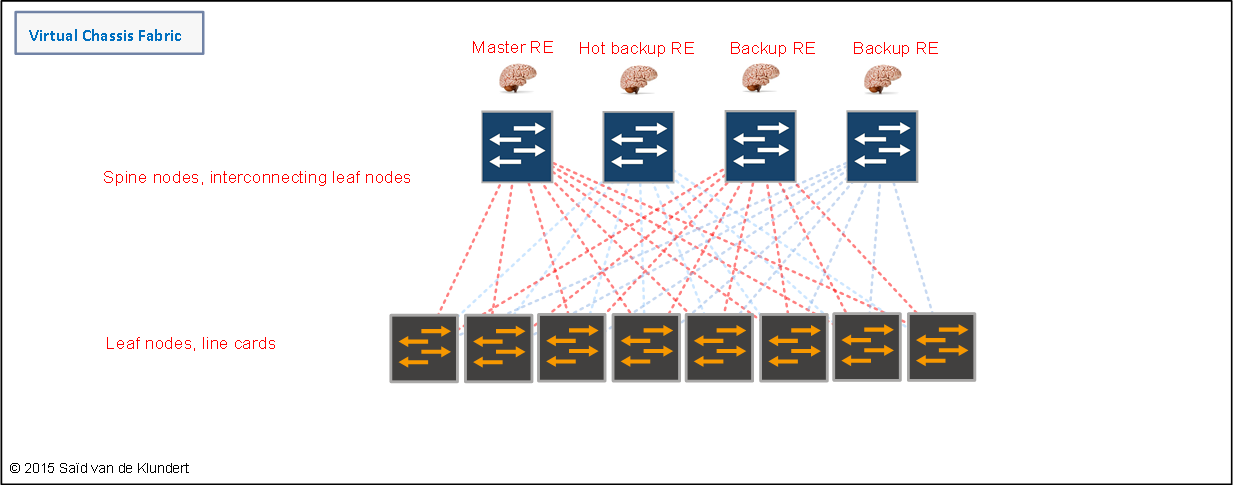 Virtual Chassis Fabric
Master RE
Hot backup RE
Backup RE
Backup RE
Spine nodes, interconnecting leaf nodes
Leaf nodes, line cards
© 2015 Saïd van de Klundert